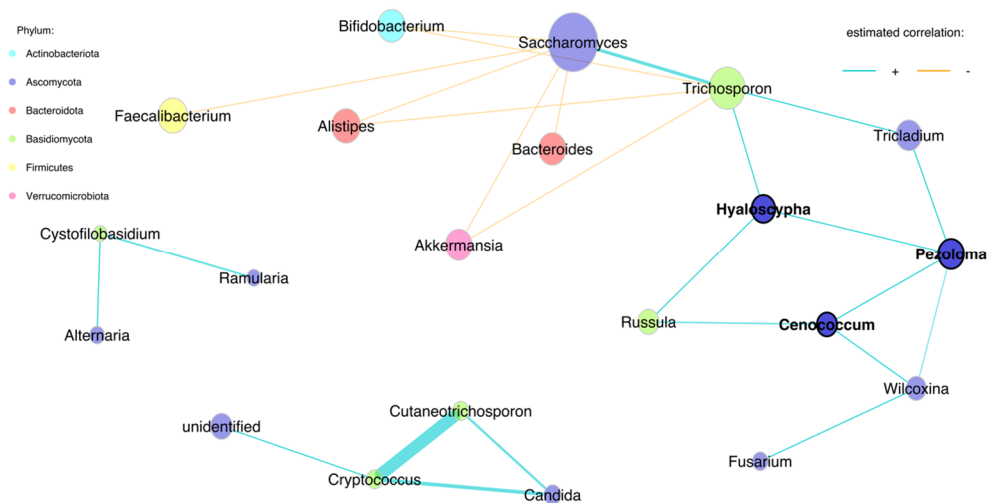 Bifidobacterium
Saccharomyces
Phylum:
estimated correlation:
Actinobacteriota
+
-
Ascomycota
Trichosporon
Bacteroidota
Faecalibacterium
Alistipes
Tricladium
Basidiomycota
Bacteroides
Firmicutes
Verrucomicrobiota
Hyaloscypha
Cystofilobasidium
Akkermansia
Pezoloma
Ramularia
Russula
Cenococcum
Alternaria
Wilcoxina
Cutaneotrichosporon
unidentified
Fusarium
Cryptococcus
Candida